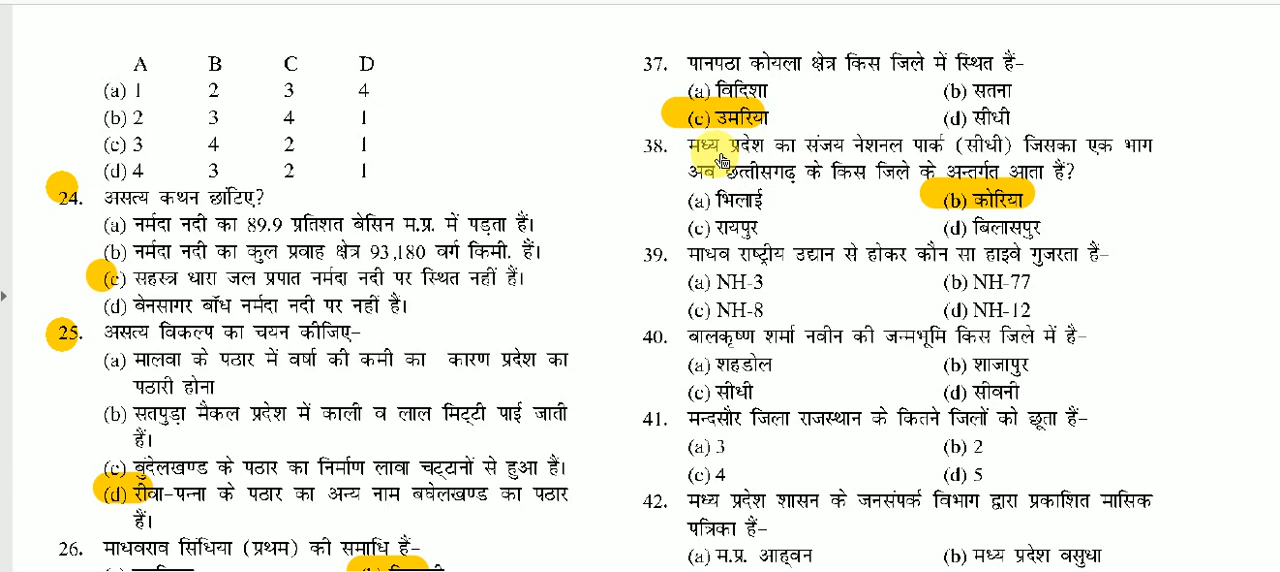 A B C D
(a) 1 2 3 4
(b) 2 3 4 1
(c) 3 4 2 1
(d) 4 3 2 1
24. असत्य कथन छांटिए?
(a) नर्मदा नदी का 89.9 प्रतिशत बेसिन म.प्र. में पड़ता हैं।
(b) नर्मदा नदी का कुल प्रवाह क्षेत्र 93,180 वर्ग किमी. हैं।
(c) सहस्त्र धारा जल प्रपात नर्मदा नदी पर स्थित नहीं हैं।
(d) बेनसागर बाँध नर्मदा नदी पर नहीं हैं।
25. असत्य विकल्प का चयन कीजिए-
(a) मालवा के पठार में वर्षा की कमी का कारण प्रदेश का
पठारी होना
(b) सतपुड़ा मैकल प्रदेश में काली व लाल मिट्टी पाई जाती
हैं।
(c) बुंदेलखण्ड के पठार का निर्माण लावा चट्टानों से हुआ हैं।
(d) रीवा-पन्ना के पठार का अन्य नाम बघेलखण्ड का पठार
हैं।
26. माधवराव सिंधिया (प्रथम) की समाधि हैं-
37. पानपठा कोयला क्षेत्र किस जिले में स्थित हैं-
(a) विदिशा (b) सतना
(c) उमरिया (d) सीधी
38. मध्य प्रदेश का संजय नेशनल पार्क (सीधी) जिसका एक भाग
अब छत्तीसगढ़ के किस जिले के अन्तर्गत आता हैं?
(a) भिलाई (b) कोरिया
(c) रायपुर (d) बिलासपुर
39. माधव राष्ट्रीय उद्यान से होकर कौन सा हाइवे गुजरता हैं-
(a) NH-3 (b) NH-77
(c) NH-8 (d) NH-12
40. बालकृष्ण शर्मा नवीन की जन्मभूमि किस जिले में है-
(a) शहडोल (b) शाजापुर
(c) सीधी (d) सीवनी
41. मन्दसौर जिला राजस्थान के कितने जिलों को छूता हैं-
(a) 3 (b) 2
(c) 4 (d) 5
42. मध्य प्रदेश शासन के जनसंपर्क विभाग द्वारा प्रकाशित मासिक
पत्रिका हैं-
(a) म.प्र. आह्वन (b) मध्य प्रदेश वसुधा